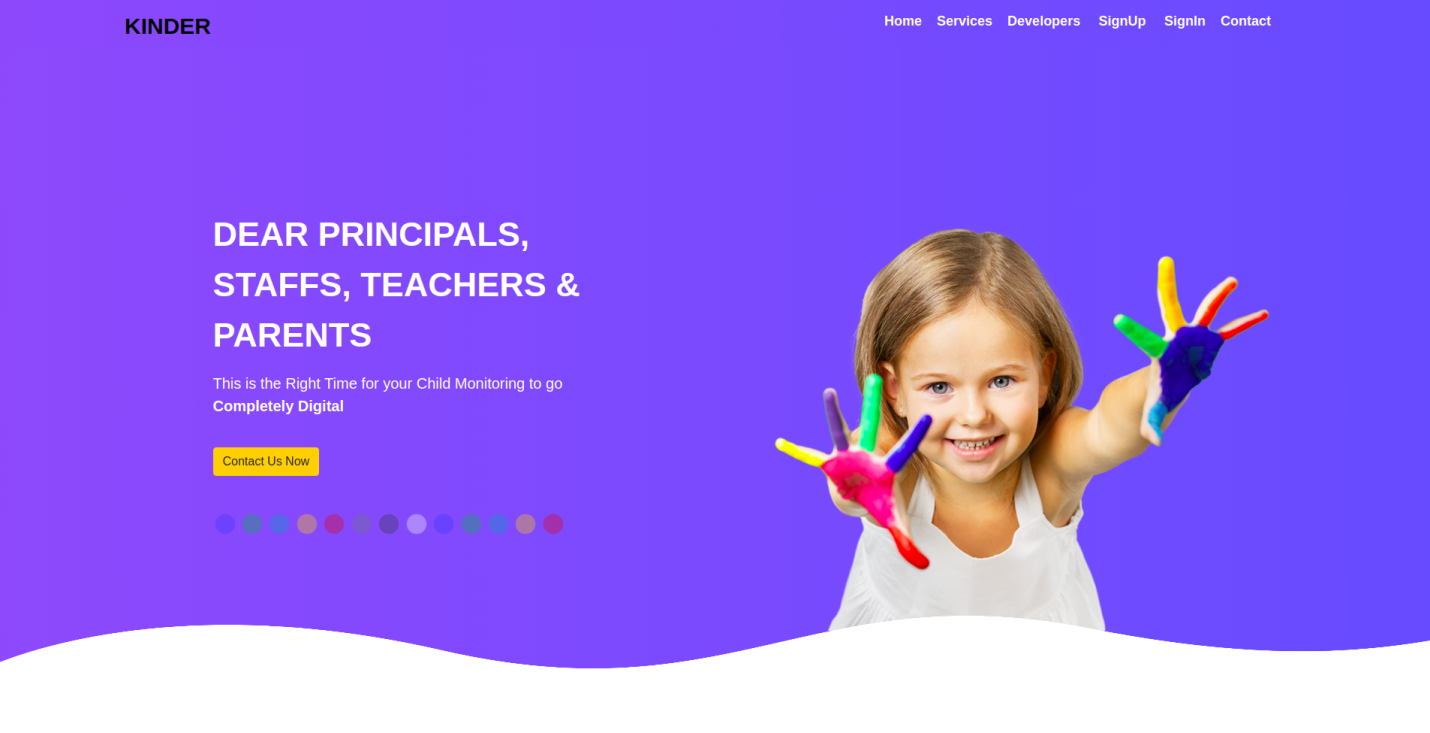 KINDER
Home Services Developers SignUp SignIn Contact
DEAR PRINCIPALS,
STAFFS, TEACHERS &
PARENTS
This is the Right Time for your Child Monitoring to go
Completely Digital
Contact Us Now